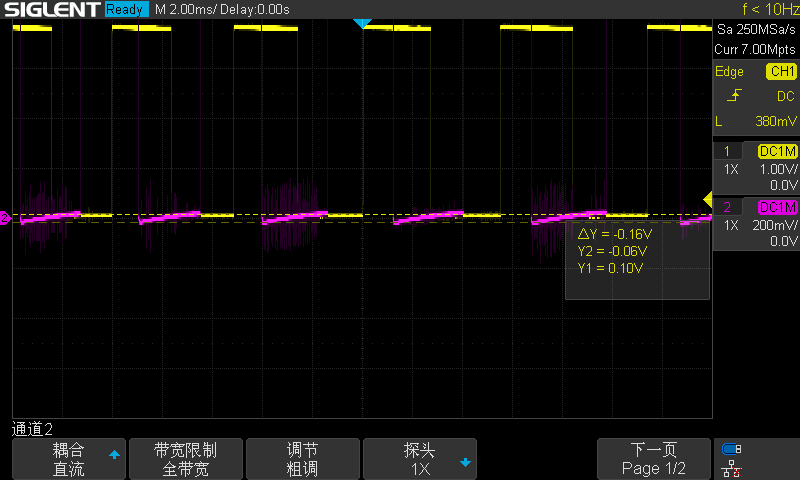 SIGLENT Ready M 2.00ms/ Delay:0.00s f < 10Hz
Sa 250MSa/s
Curr 7.00Mpts
Edge CH1
DC
L 380mV
1 DC1M
1X 1.00V/
0.0V
2 DC1M
1X 200mV/
0.0V
2
△Y = -0.16V
Y2 = -0.06V
Y1 = 0.10V
通道2
耦合
直流
带宽限制
全带宽
调节
粗调
探头
1X
下一页
Page 1/2